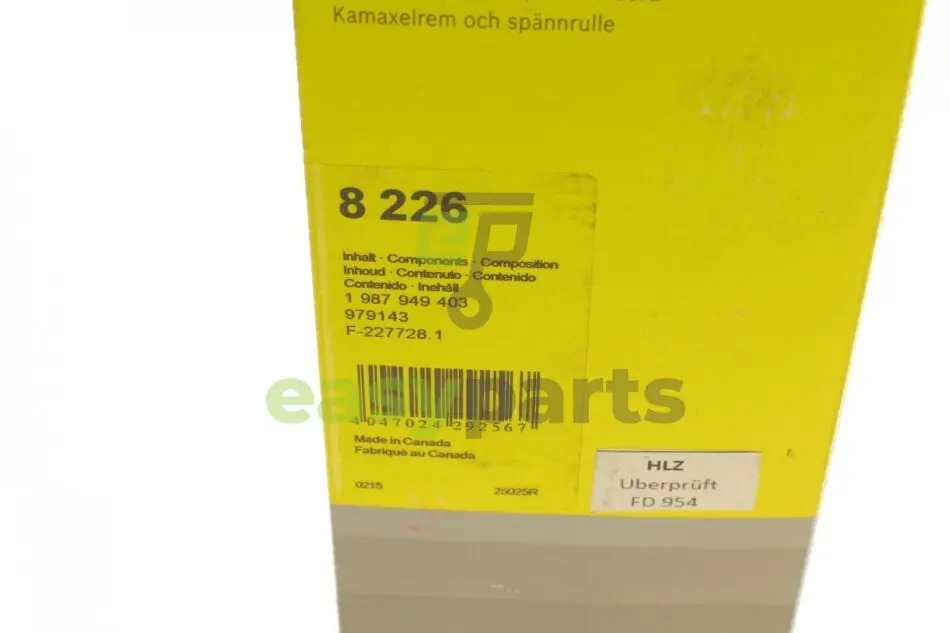 Kamaxelrem och spännrulle
8 226
Inhalt · Components · Composition
Inhoud · Contenuto · Contenido
Contenido · Inehåll
1 987 949 403
979143
F-227728.1
easyparts
4 047024 292567
Made in Canada
Fabriqué au Canada
0215 25025R
HLZ
Überprüft
FD 954